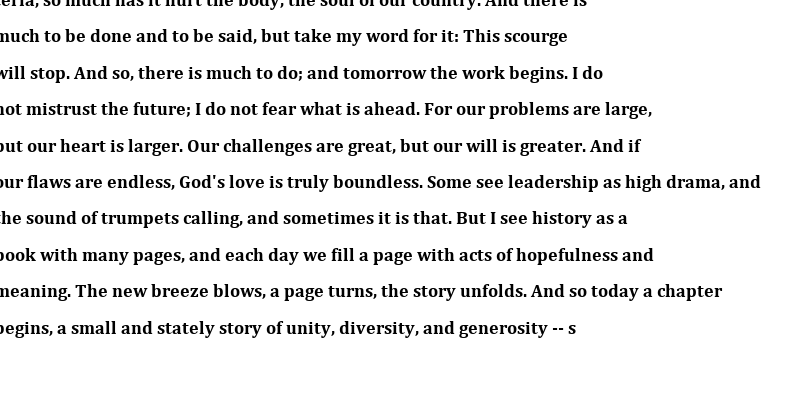 teria, so much has it hurt the body, the soul of our country. And there is
much to be done and to be said, but take my word for it: This scourge
will stop. And so, there is much to do; and tomorrow the work begins. I do
not mistrust the future; I do not fear what is ahead. For our problems are large,
but our heart is larger. Our challenges are great, but our will is greater. And if
our flaws are endless, God's love is truly boundless. Some see leadership as high drama, and
the sound of trumpets calling, and sometimes it is that. But I see history as a
book with many pages, and each day we fill a page with acts of hopefulness and
meaning. The new breeze blows, a page turns, the story unfolds. And so today a chapter
begins, a small and stately story of unity, diversity, and generosity -- s